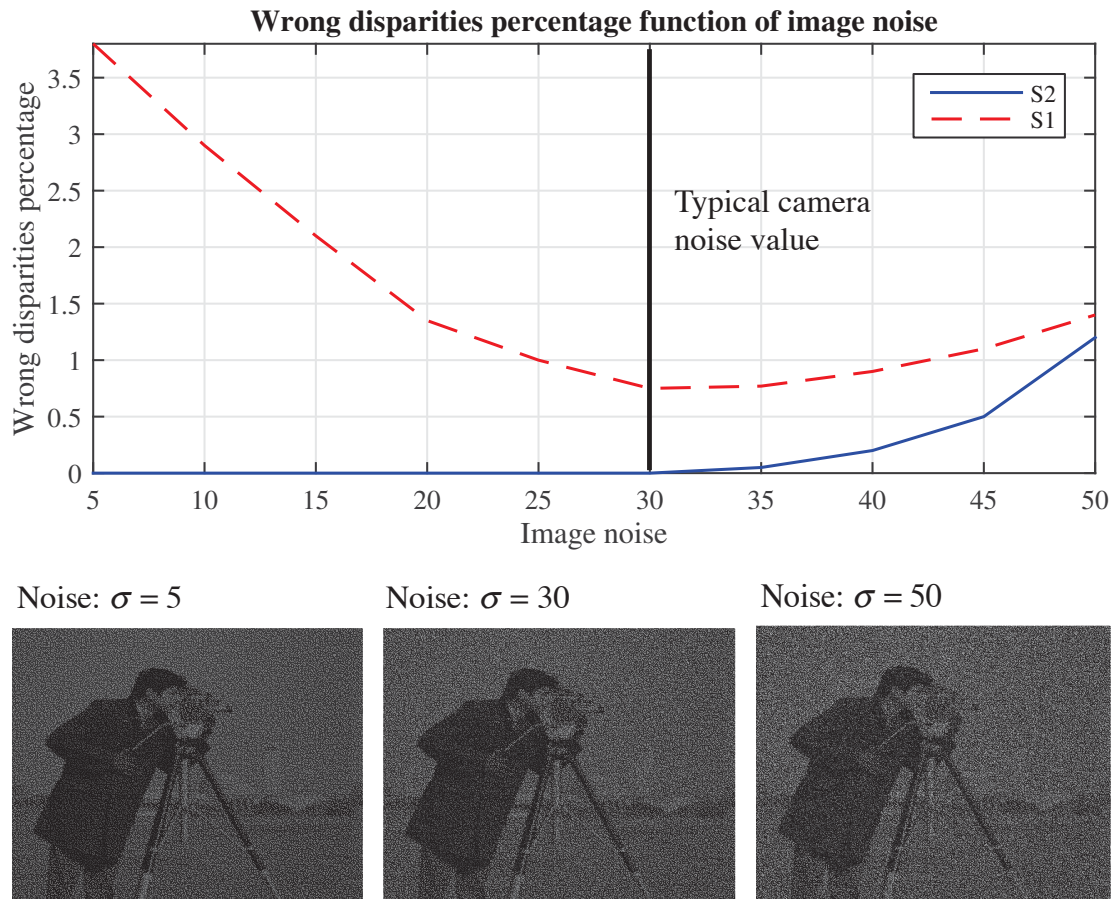 Wrong disparities percentage function of image noise
Wrong disparities percentage
3.5
3
2.5
2
1.5
1
0.5
0
S2
S1
Typical camera
noise value
5 10 15 20 25 30 35 40 45 50
Image noise
Noise: σ = 5
Noise: σ = 30
Noise: σ = 50